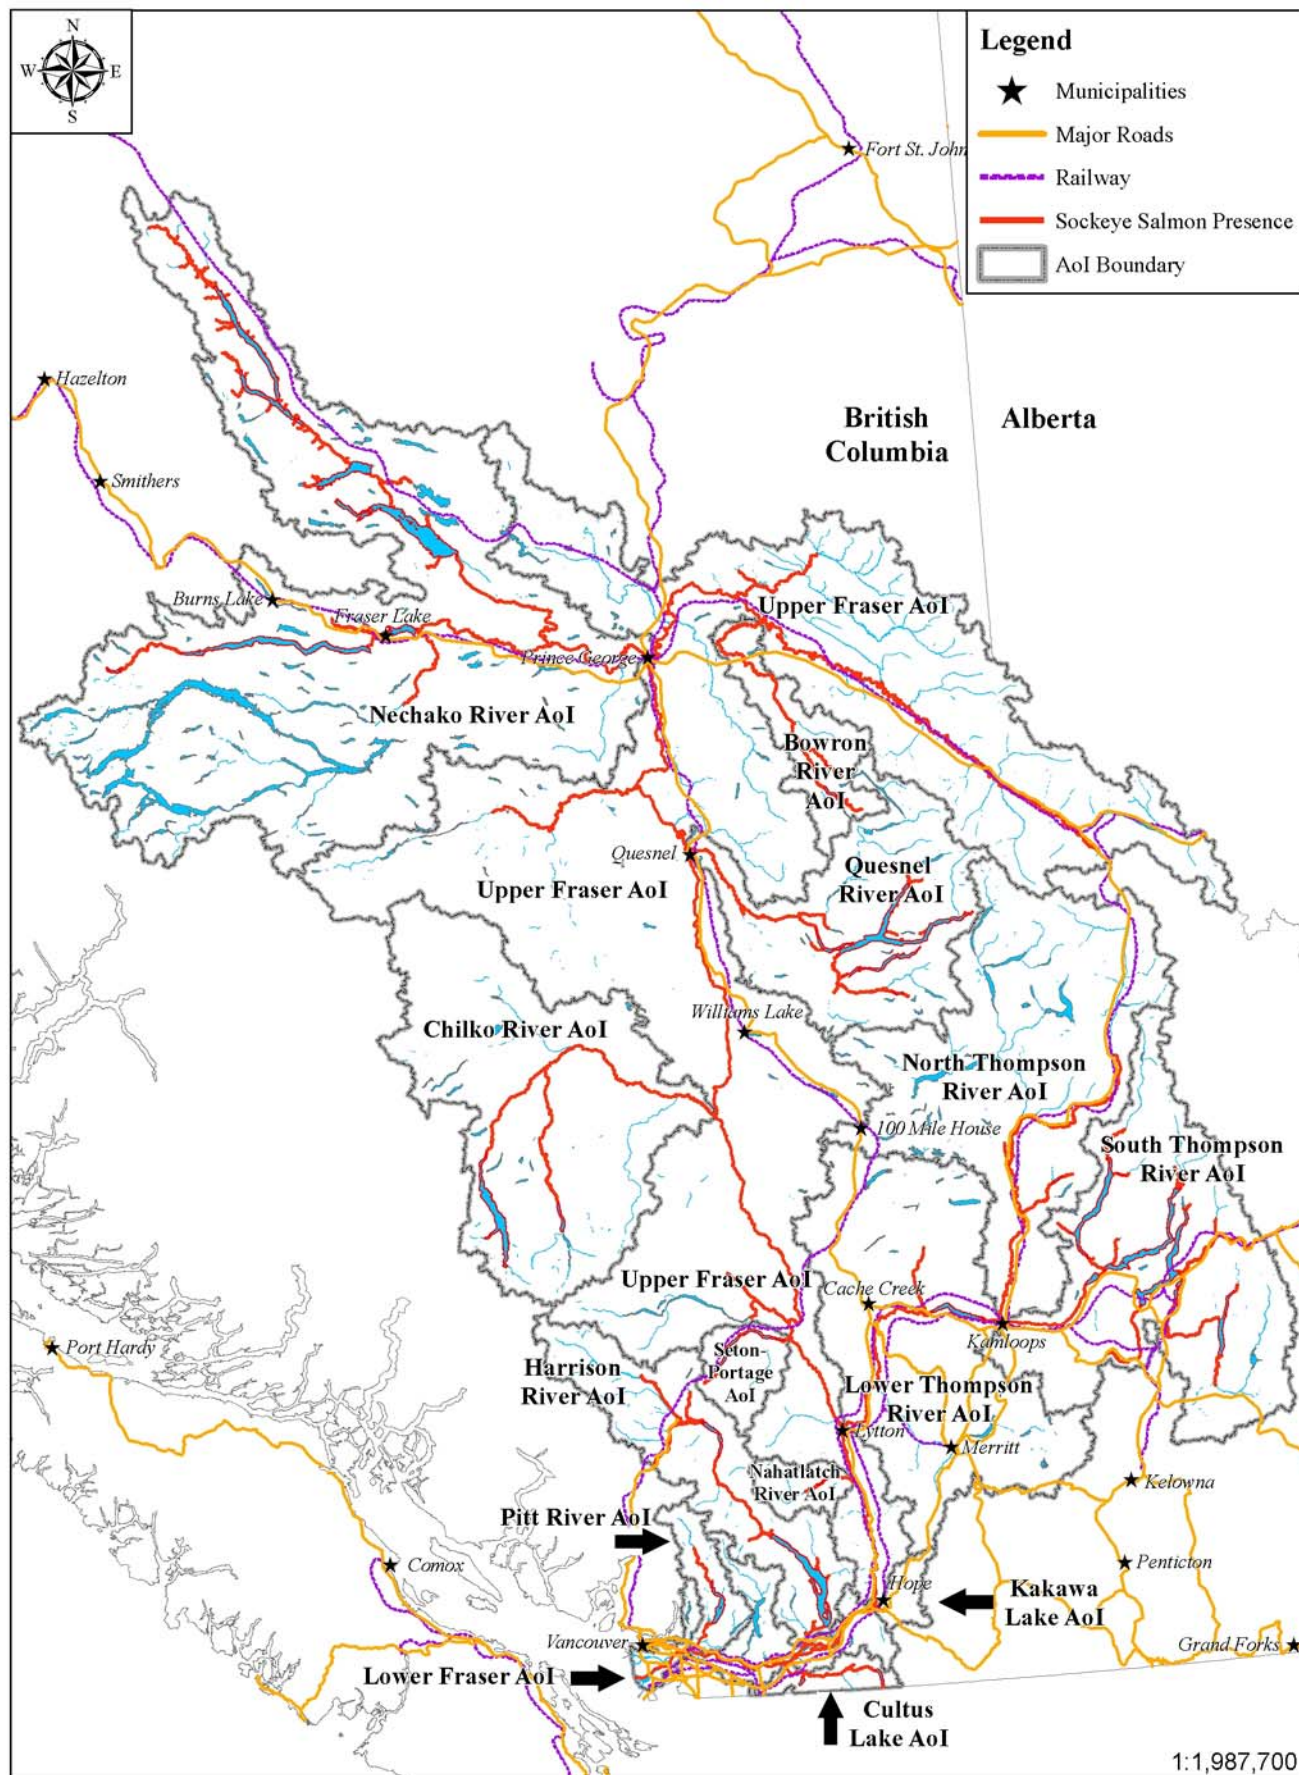 N
W
E
S
Legend
Municipalities
Major Roads
Railway
Sockeye Salmon Presence
AoI Boundary
Fort St. John
Hazelton
British
Columbia
Alberta
Smithers
Burns Lake
Fraser Lake
Upper Fraser AoI
Prince George
Nechako River AoI
Bowron
River
AoI
Quesnel
Quesnel
River AoI
Upper Fraser AoI
Williams Lake
Chilko River AoI
North Thompson
River AoI
100 Mile House
South Thompson
River AoI
Upper Fraser AoI
Cache Creek
Port Hardy
Kamloops
Seton-
Portage
AoI
Harrison
River AoI
Lower Thompson
River AoI
Lytton
Merritt
Nahatlatch
River AoI
Kelowna
Pitt River AoI
Comox
Penticton
Hope
Kakawa
Lake AoI
Vancouver
Grand Forks
Lower Fraser AoI
Cultus
Lake AoI
1:1,987,700